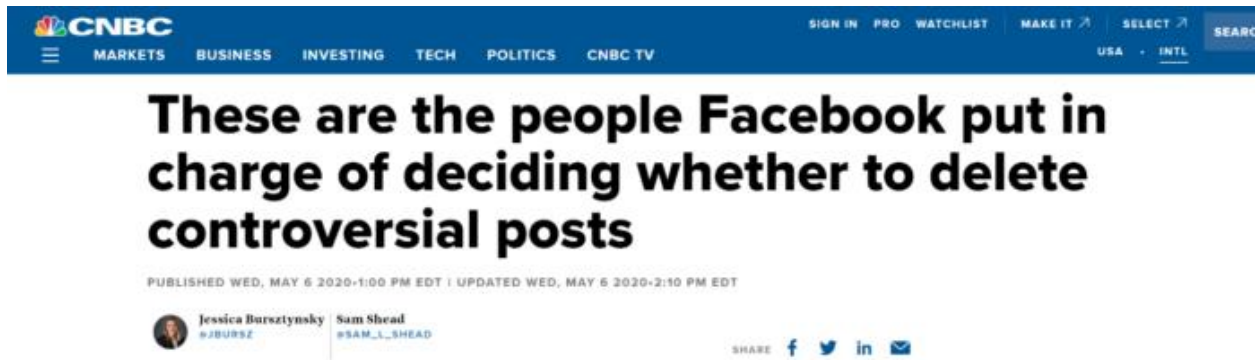 CNBC
SIGN IN PRO WATCHLIST MAKE IT SELECT
MARKETS BUSINESS INVESTING TECH POLITICS CNBC TV
USA · INTL
SEARC
These are the people Facebook put in
charge of deciding whether to delete
controversial posts
PUBLISHED WED, MAY 6 2020•1:00 PM EDT | UPDATED WED, MAY 6 2020•2:10 PM EDT
Jessica Bursztynsky
@JBURSZ
Sam Shead
@SAM_L_SHEAD
SHARE